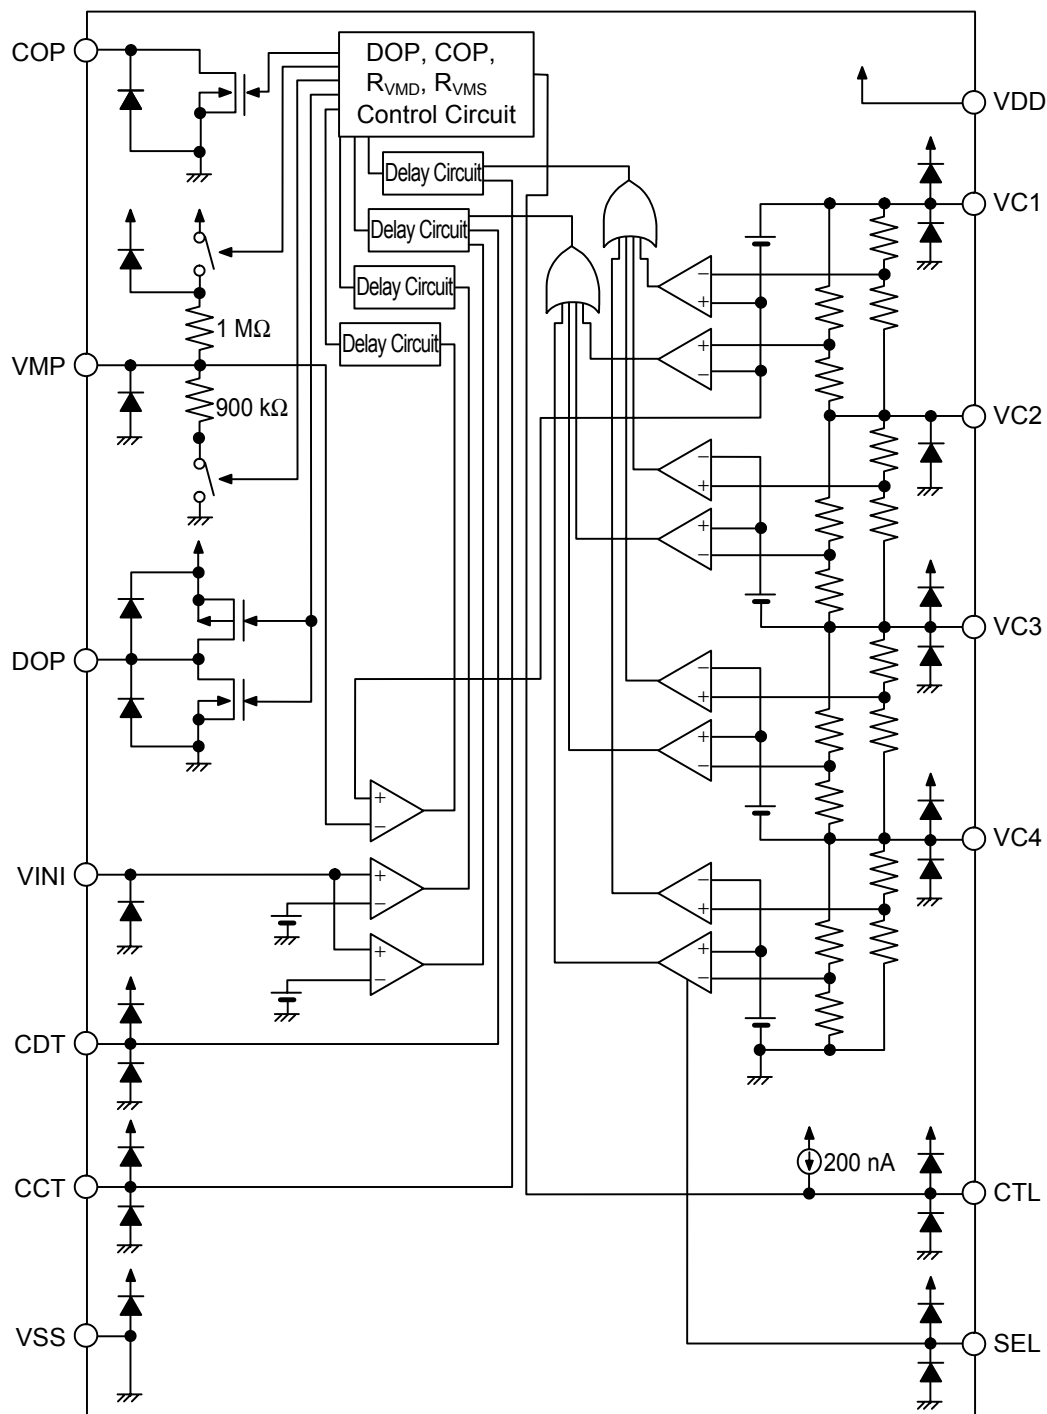 COP
DOP, COP,
RVMD, RVMS
Control Circuit
VDD
Delay Circuit
VC1
Delay Circuit
Delay Circuit
1 MΩ
Delay Circuit
VMP
900 kΩ
VC2
VC3
DOP
VC4
VINI
CDT
200 nA
CCT
CTL
VSS
SEL
−
+
+
−
−
+
+
−
−
+
+
−
+
−
+
−
−
+
+
−
+
−